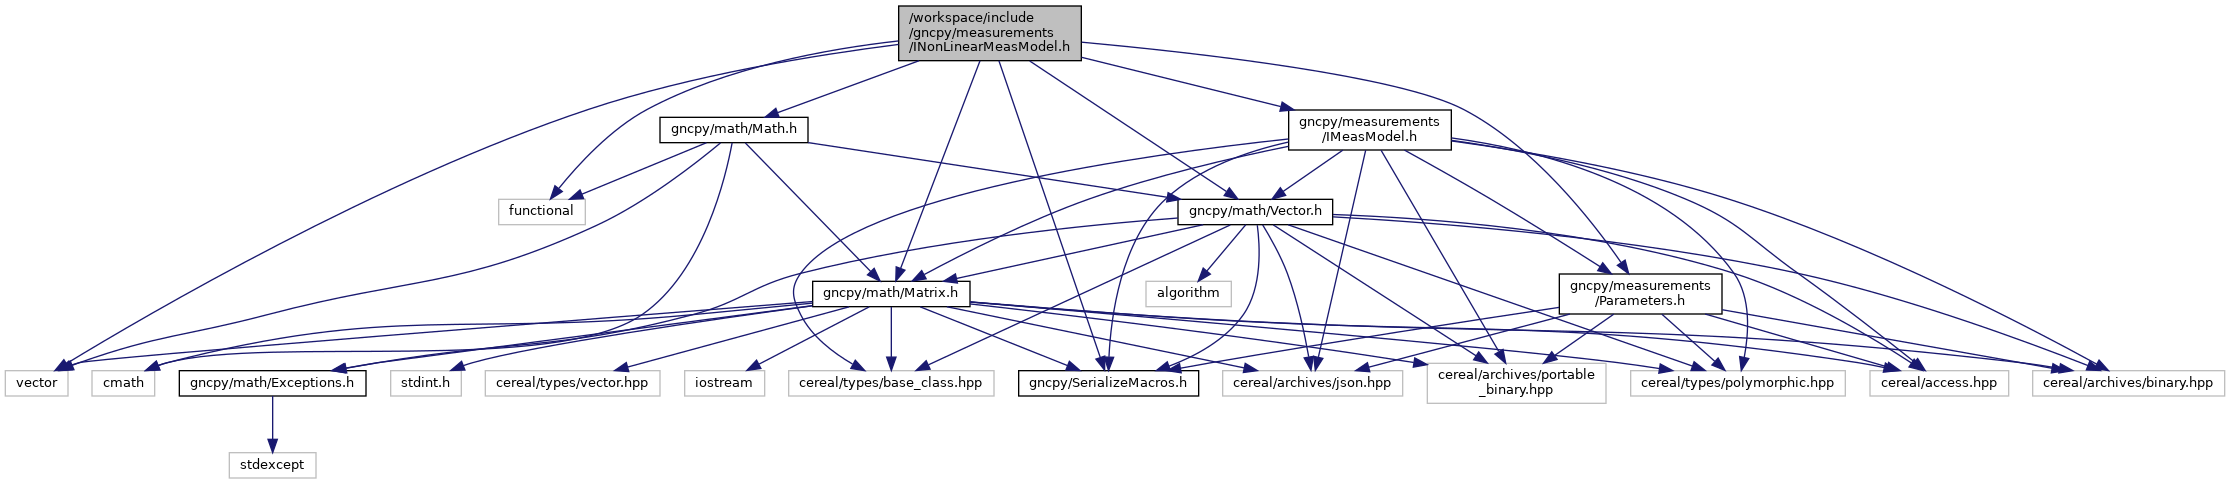 /workspace/include
/gncpy/measurements
/INonLinearMeasModel.h
gncpy/math/Math.h
gncpy/measurements
/IMeasModel.h
functional
gncpy/math/Vector.h
gncpy/math/Matrix.h
algorithm
gncpy/measurements
/Parameters.h
vector
cmath
gncpy/math/Exceptions.h
stdint.h
cereal/types/vector.hpp
iostream
cereal/types/base_class.hpp
gncpy/SerializeMacros.h
cereal/archives/json.hpp
cereal/archives/portable
_binary.hpp
cereal/types/polymorphic.hpp
cereal/access.hpp
cereal/archives/binary.hpp
stdexcept